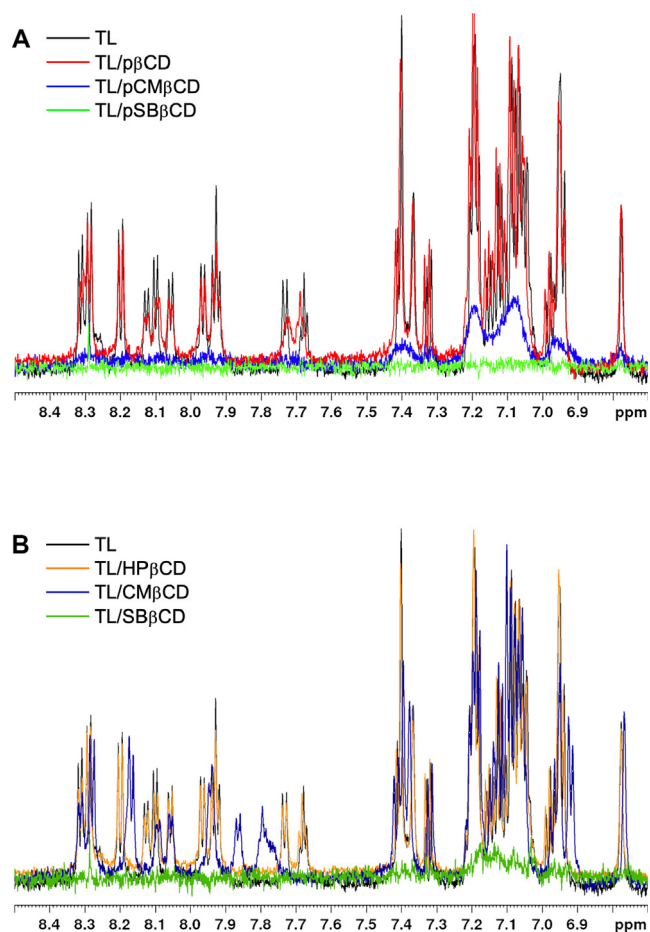 A
TL
TL/pβCD
TL/pCMβCD
TL/pSBβCD
8.4 8.3 8.2 8.1 8.0 7.9 7.8 7.7 7.6 7.5 7.4 7.3 7.2 7.1 7.0 6.9 ppm
B
TL
TL/HPβCD
TL/CMβCD
TL/SBβCD
8.4 8.3 8.2 8.1 8.0 7.9 7.8 7.7 7.6 7.5 7.4 7.3 7.2 7.1 7.0 6.9 ppm